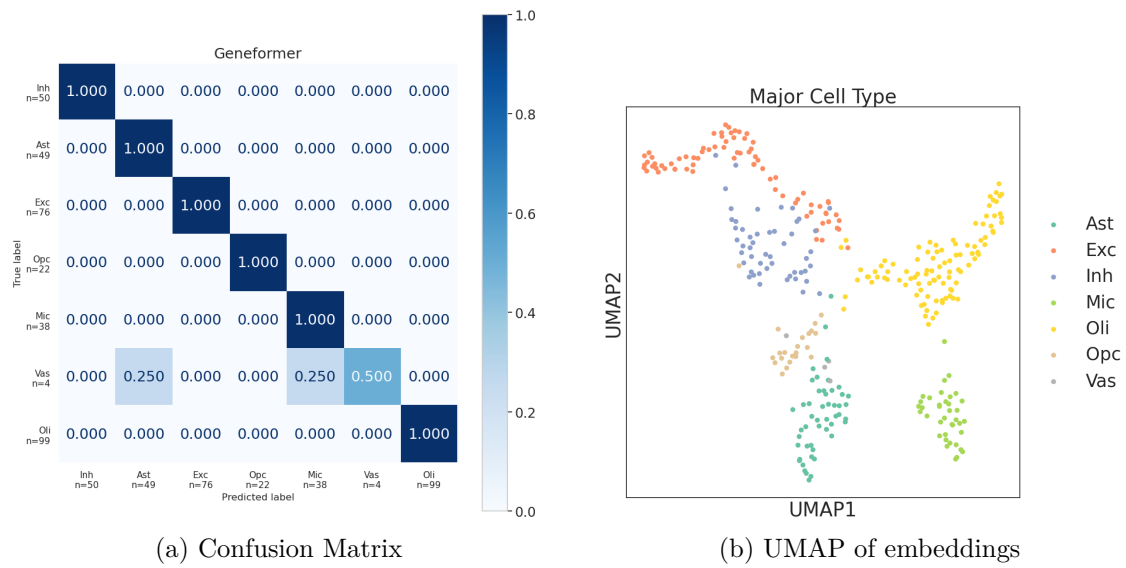 Geneformer
Inh
n=50
1.000 0.000 0.000 0.000 0.000 0.000 0.000
Ast
n=49
0.000 1.000 0.000 0.000 0.000 0.000 0.000
Exc
n=76
0.000 0.000 1.000 0.000 0.000 0.000 0.000
Opc
n=22
0.000 0.000 0.000 1.000 0.000 0.000 0.000
Mic
n=38
0.000 0.000 0.000 0.000 1.000 0.000 0.000
Vas
n=4
0.000 0.250 0.000 0.000 0.250 0.500 0.000
Oli
n=99
0.000 0.000 0.000 0.000 0.000 0.000 1.000
True label
Inh Ast Exc Opc Mic Vas Oli
n=50 n=49 n=76 n=22 n=38 n=4 n=99
Predicted label
1.0
0.8
0.6
0.4
0.2
0.0
(a) Confusion Matrix
Major Cell Type
UMAP2
UMAP1
Ast
Exc
Inh
Mic
Oli
Opc
Vas
(b) UMAP of embeddings